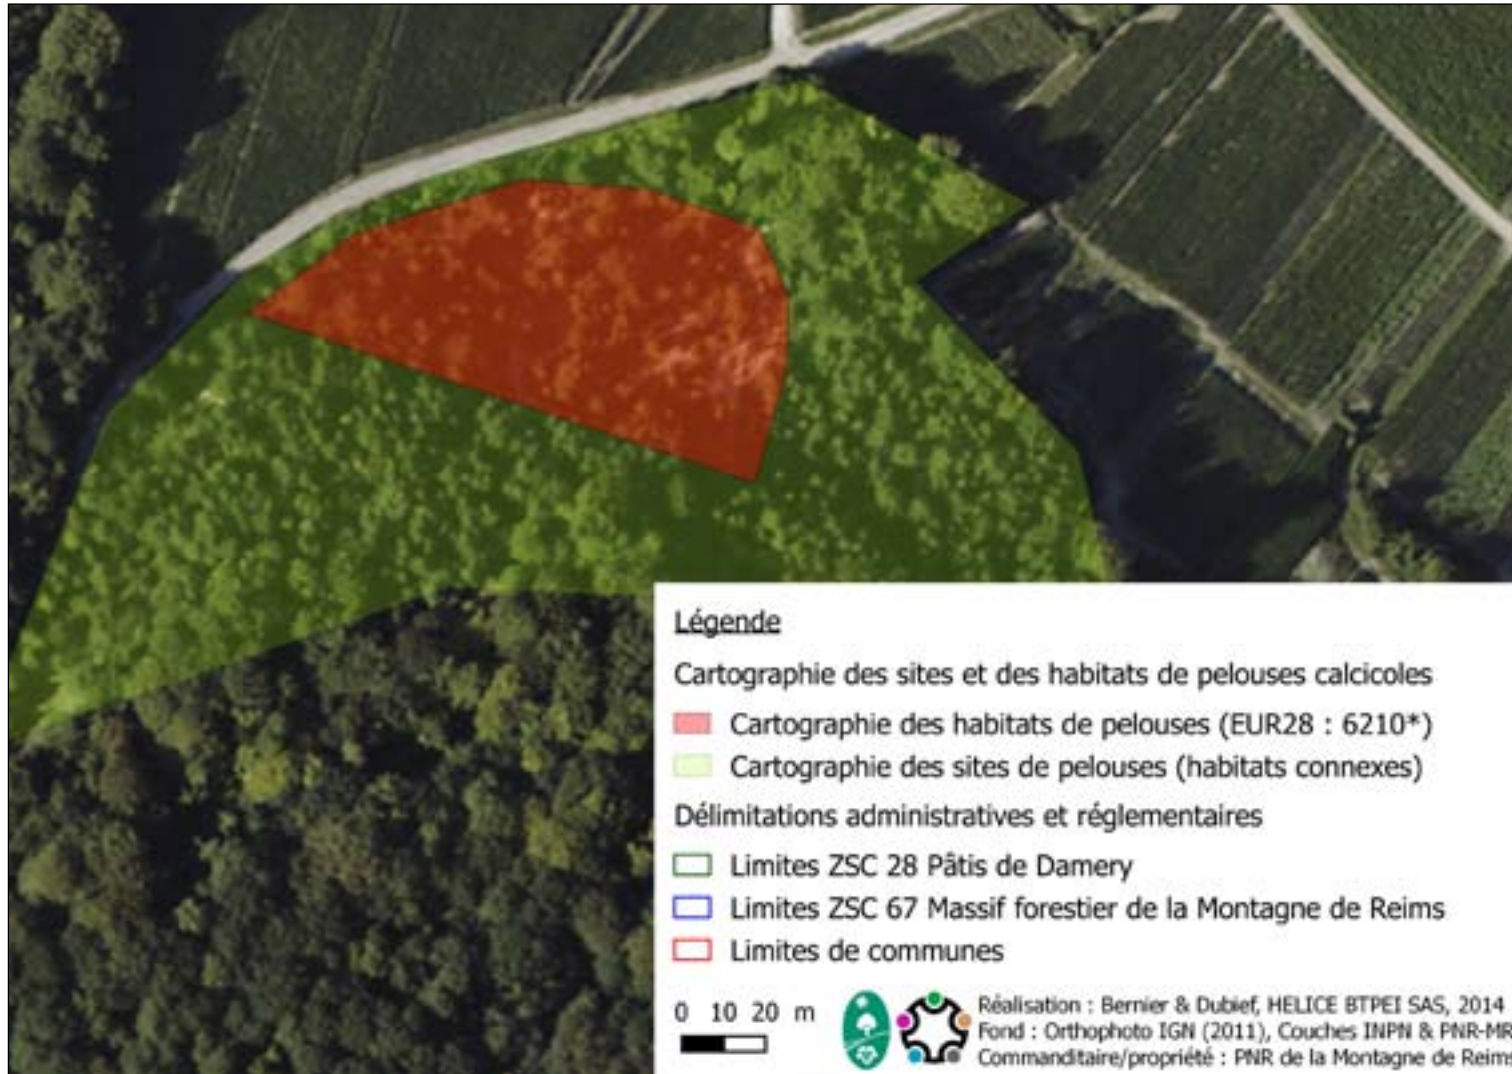 Légende
Cartographie des sites et des habitats de pelouses calcicoles
Cartographie des habitats de pelouses (EUR28 : 6210*)
Cartographie des sites de pelouses (habitats connexes)
Délimitations administratives et réglementaires
Limites ZSC 28 Pâtis de Damery
Limites ZSC 67 Massif forestier de la Montagne de Reims
Limites de communes
0 10 20 m
Réalisation : Bernier & Dubief, HELICE BTPEI SAS, 2014
Fond : Orthophoto IGN (2011), Couches INPN & PNR-MR
Commanditaire/propriété : PNR de la Montagne de Reims